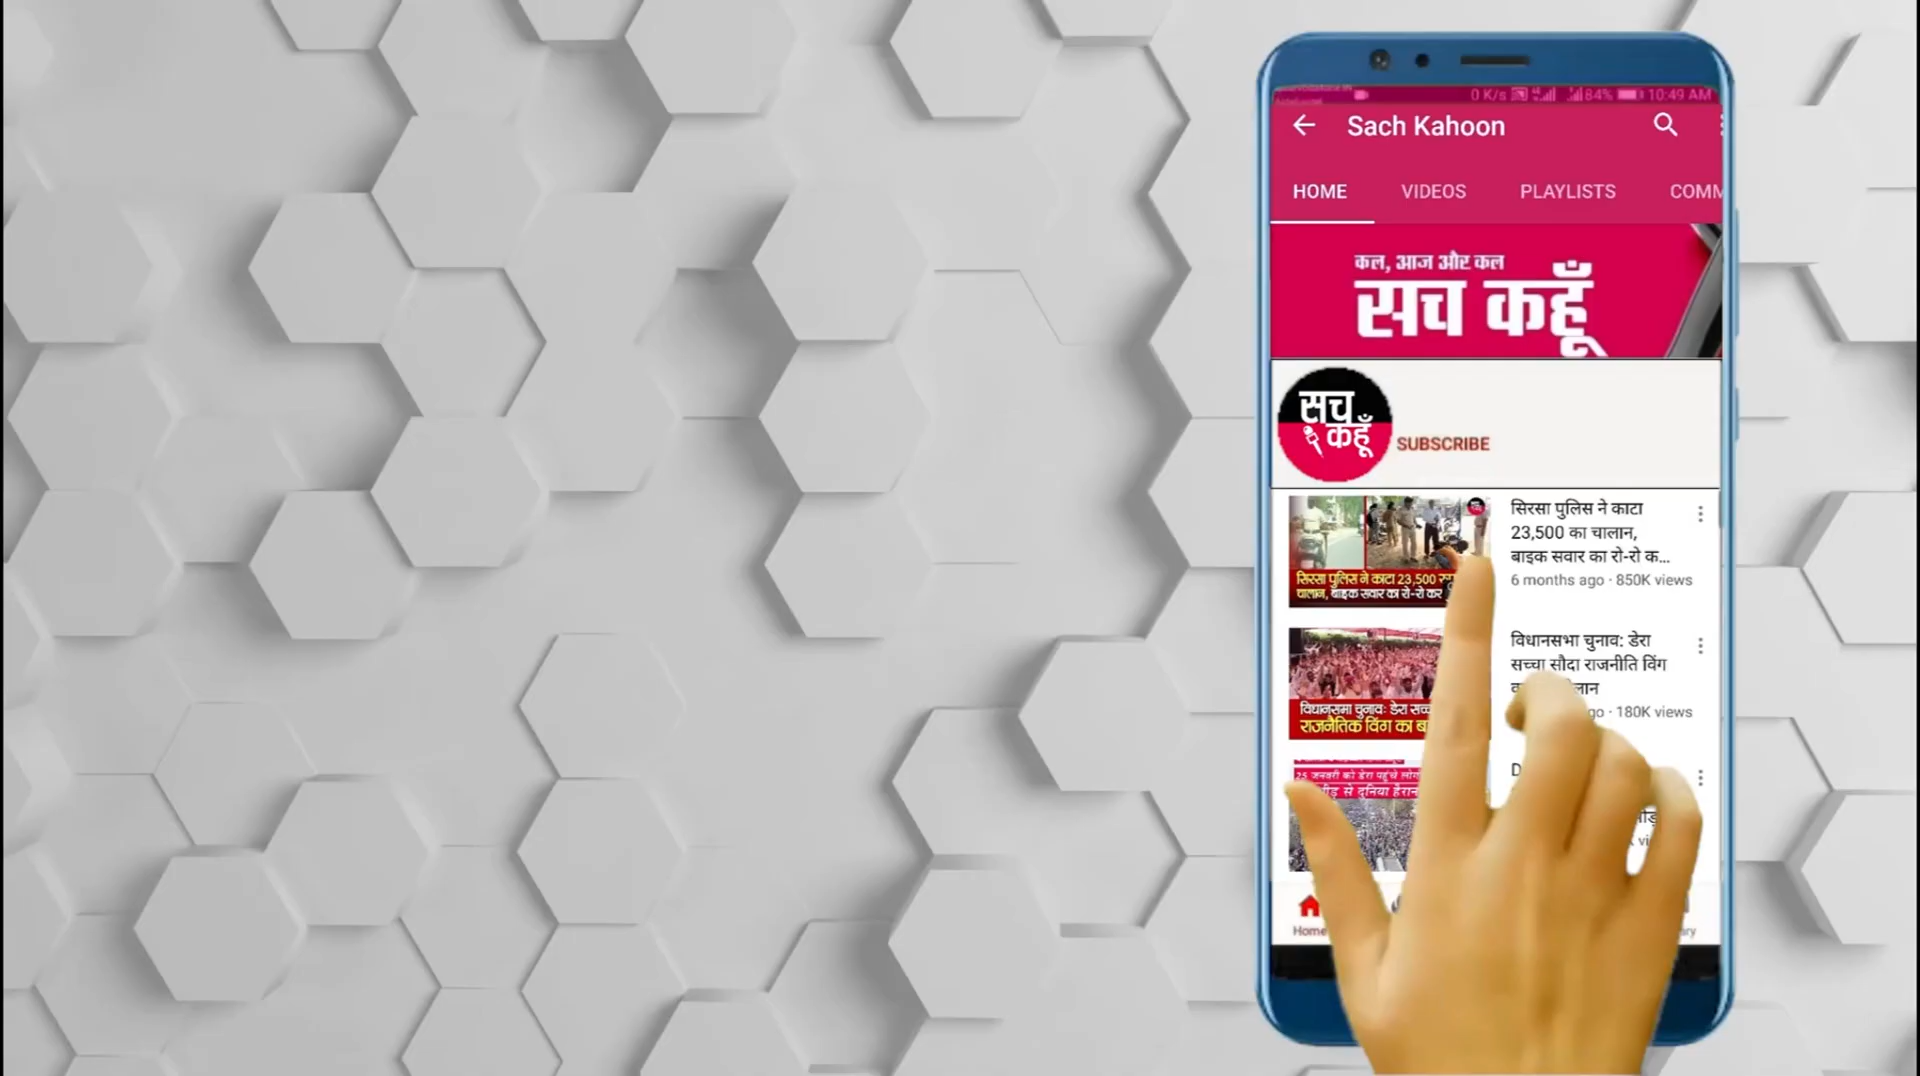 0 K/s 84% 10:49 AM
Sach Kahoon
HOME VIDEOS PLAYLISTS COMM
कल, आज और कल
सच कहूँ
सच
कहूँ
SUBSCRIBE
सिरसा पुलिस ने काटा 23,500
चालान, बाइक सवार का रो-रो कर
सिरसा पुलिस ने काटा
23,500 का चालान,
बाइक सवार का रो-रो क...
6 months ago · 850K views
विधानसभा चुनाव: डेरा
राजनैतिक विंग का
विधानसभा चुनाव: डेरा
सच्चा सौदा राजनीति विंग
180K views
25 जनवरी को डेरा पहुंचे
से दुनिया हैरान
Home